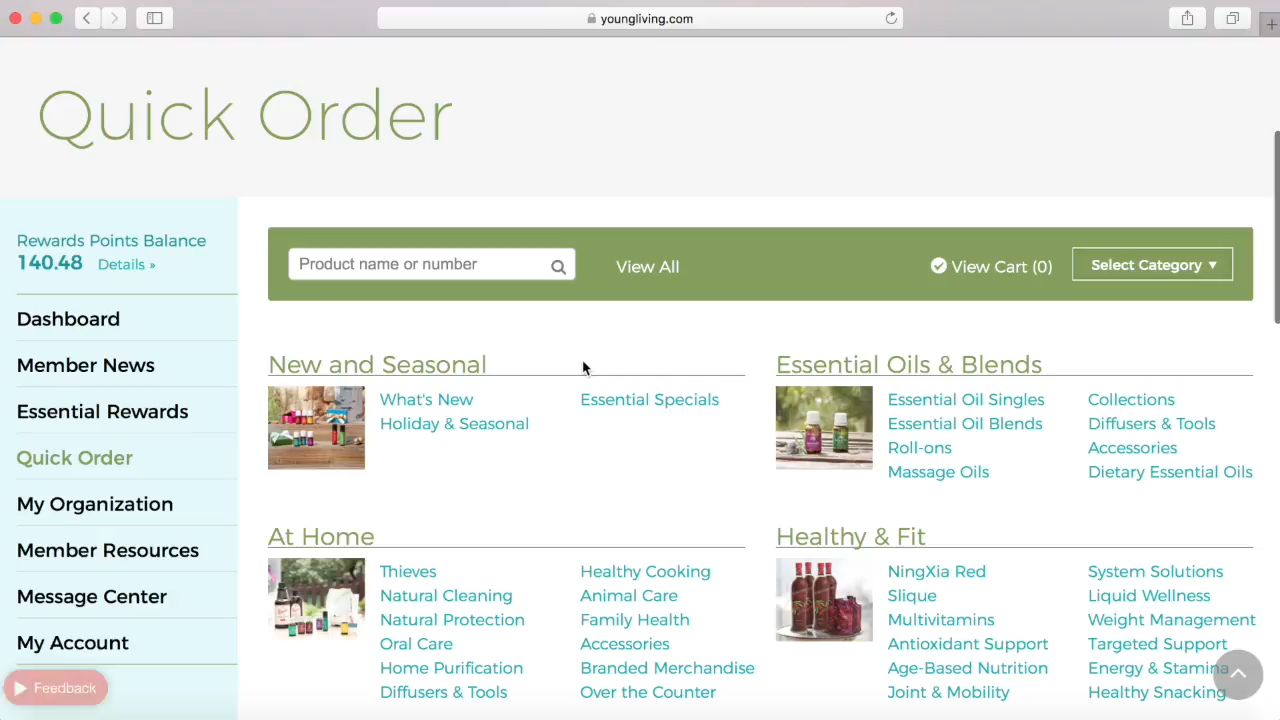 youngliving.com
Quick Order
Rewards Points Balance
140.48 Details »
Dashboard
Member News
Essential Rewards
Quick Order
My Organization
Member Resources
Message Center
My Account
Feedback
Product name or number
View All
View Cart (0)
Select Category ▼
New and Seasonal
What's New
Holiday & Seasonal
Essential Specials
Essential Oils & Blends
Essential Oil Singles
Essential Oil Blends
Roll-ons
Massage Oils
Collections
Diffusers & Tools
Accessories
Dietary Essential Oils
At Home
Thieves
Natural Cleaning
Natural Protection
Oral Care
Home Purification
Diffusers & Tools
Healthy Cooking
Animal Care
Family Health
Accessories
Branded Merchandise
Over the Counter
Healthy & Fit
NingXia Red
Slique
Multivitamins
Antioxidant Support
Age-Based Nutrition
Joint & Mobility
System Solutions
Liquid Wellness
Weight Management
Targeted Support
Energy & Stamina
Healthy Snacking